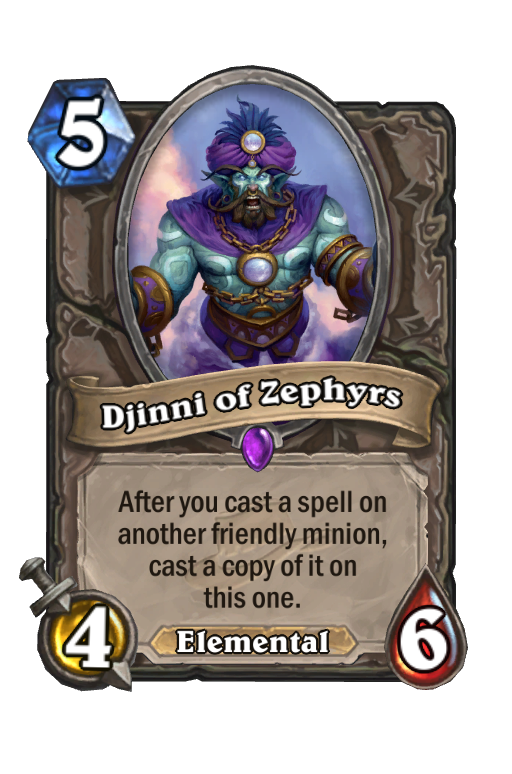 5
Djinni of Zephyrs
After you cast a spell on
another friendly minion,
cast a copy of it on
this one.
4
Elemental
6